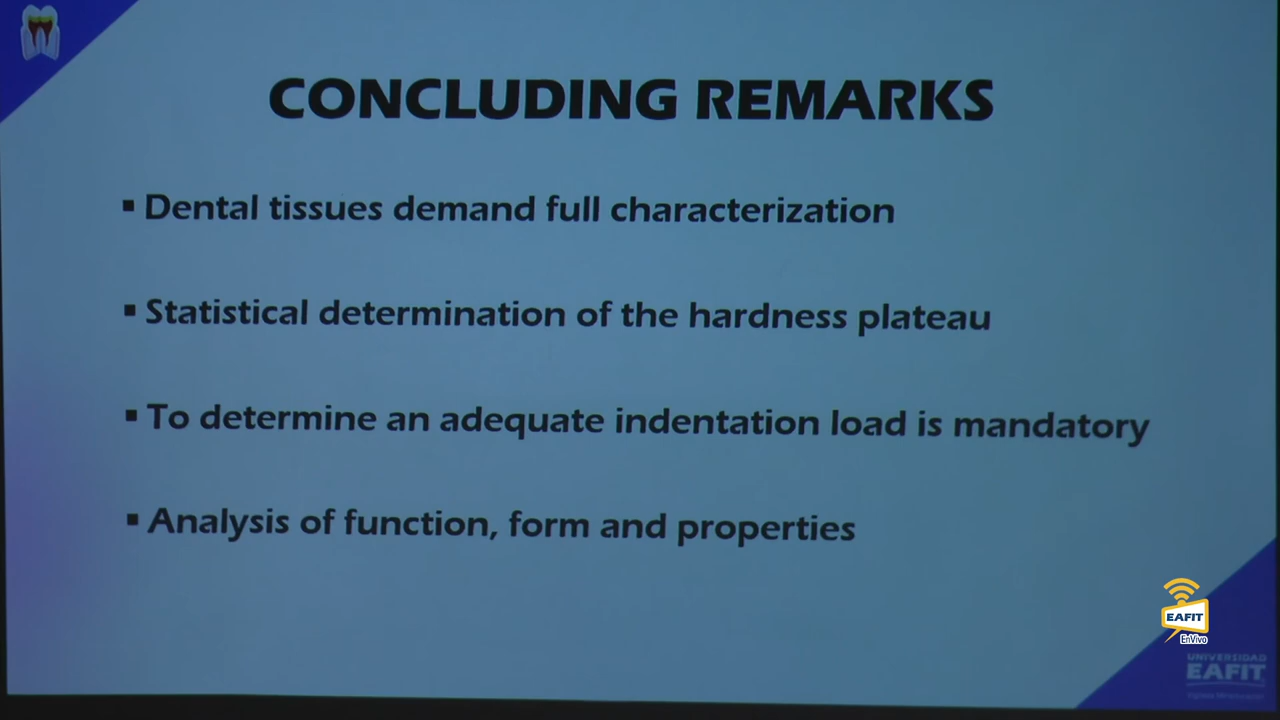 CONCLUDING REMARKS
▪ Dental tissues demand full characterization
▪ Statistical determination of the hardness plateau
▪ To determine an adequate indentation load is mandatory
▪ Analysis of function, form and properties
EAFIT
EnVivo
UNIVERSIDAD
EAFIT